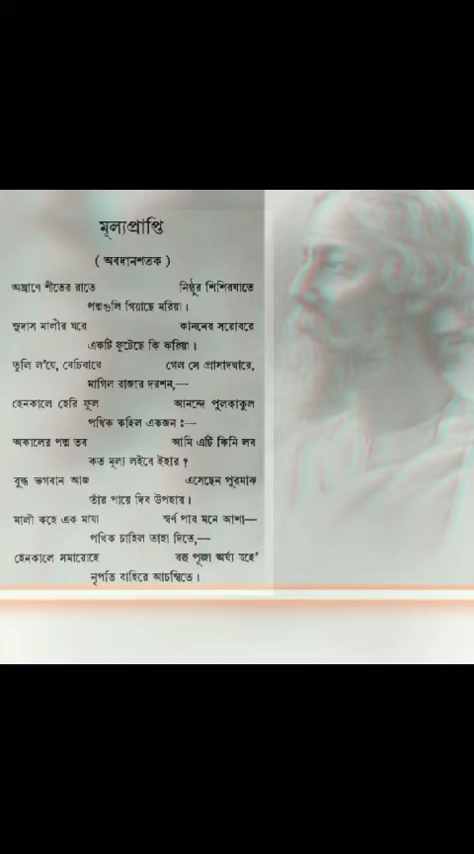 মূল্যপ্রাপ্তি
( অবদানশতক )
অঘ্রাণে শীতের রাতে নিষ্ঠুর শিশিরঘাতে
পদ্মগুলি গিয়াছে মরিয়া ।
সুদাস মালীর ঘরে কাননের সরোবরে
একটি ফুটেছে কি করিয়া ।
তুলি ল’য়ে, বেচিবারে গেল সে প্রাসাদদ্বারে,
মাগিল রাজার দরশন,—
হেনকালে হেরি ফুল আনন্দে পুলকাকুল
পথিক কহিল একজন :—
অকালের পদ্ম তব আমি এটি কিনি লব
কত মূল্য লইবে ইহার ?
বুদ্ধ ভগবান আজ এসেছেন পুরমাঝ
তাঁর পায়ে দিব উপহার ।
মালী কহে এক মাষা স্বর্ণ পাব মনে আশা—
পথিক চাহিল তাহা দিতে,—
হেনকালে সমারোহে বহু পূজা অর্ঘ্য বহে’
নৃপতি বাহিরে আচম্বিতে ।